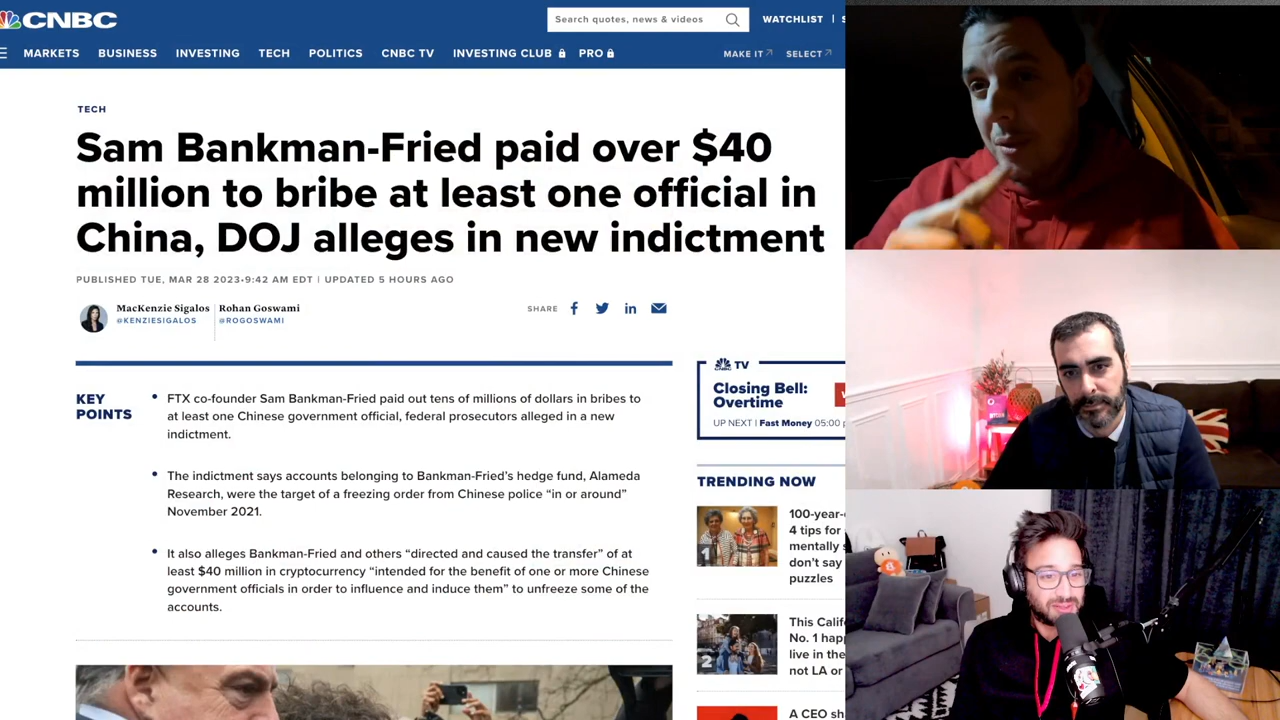 CNBC
Search quotes, news & videos
WATCHLIST
MARKETS BUSINESS INVESTING TECH POLITICS CNBC TV INVESTING CLUB PRO
MAKE IT SELECT
TECH
Sam Bankman-Fried paid over $40
million to bribe at least one official in
China, DOJ alleges in new indictment
PUBLISHED TUE, MAR 28 2023•9:42 AM EDT | UPDATED 5 HOURS AGO
MacKenzie Sigalos
@KENZIESIGALOS
Rohan Goswami
@ROGOSWAMI
SHARE
KEY
POINTS
• FTX co-founder Sam Bankman-Fried paid out tens of millions of dollars in bribes to
at least one Chinese government official, federal prosecutors alleged in a new
indictment.
• The indictment says accounts belonging to Bankman-Fried’s hedge fund, Alameda
Research, were the target of a freezing order from Chinese police “in or around”
November 2021.
• It also alleges Bankman-Fried and others “directed and caused the transfer” of at
least $40 million in cryptocurrency “intended for the benefit of one or more Chinese
government officials in order to influence and induce them” to unfreeze some of the
accounts.
TV
Closing Bell:
Overtime
UP NEXT | Fast Money 05:00
TRENDING NOW
1
100-year-
4 tips for
mentally
don’t say
puzzles
2
This Calif
No. 1 happ
live in the
not LA or
A CEO sh